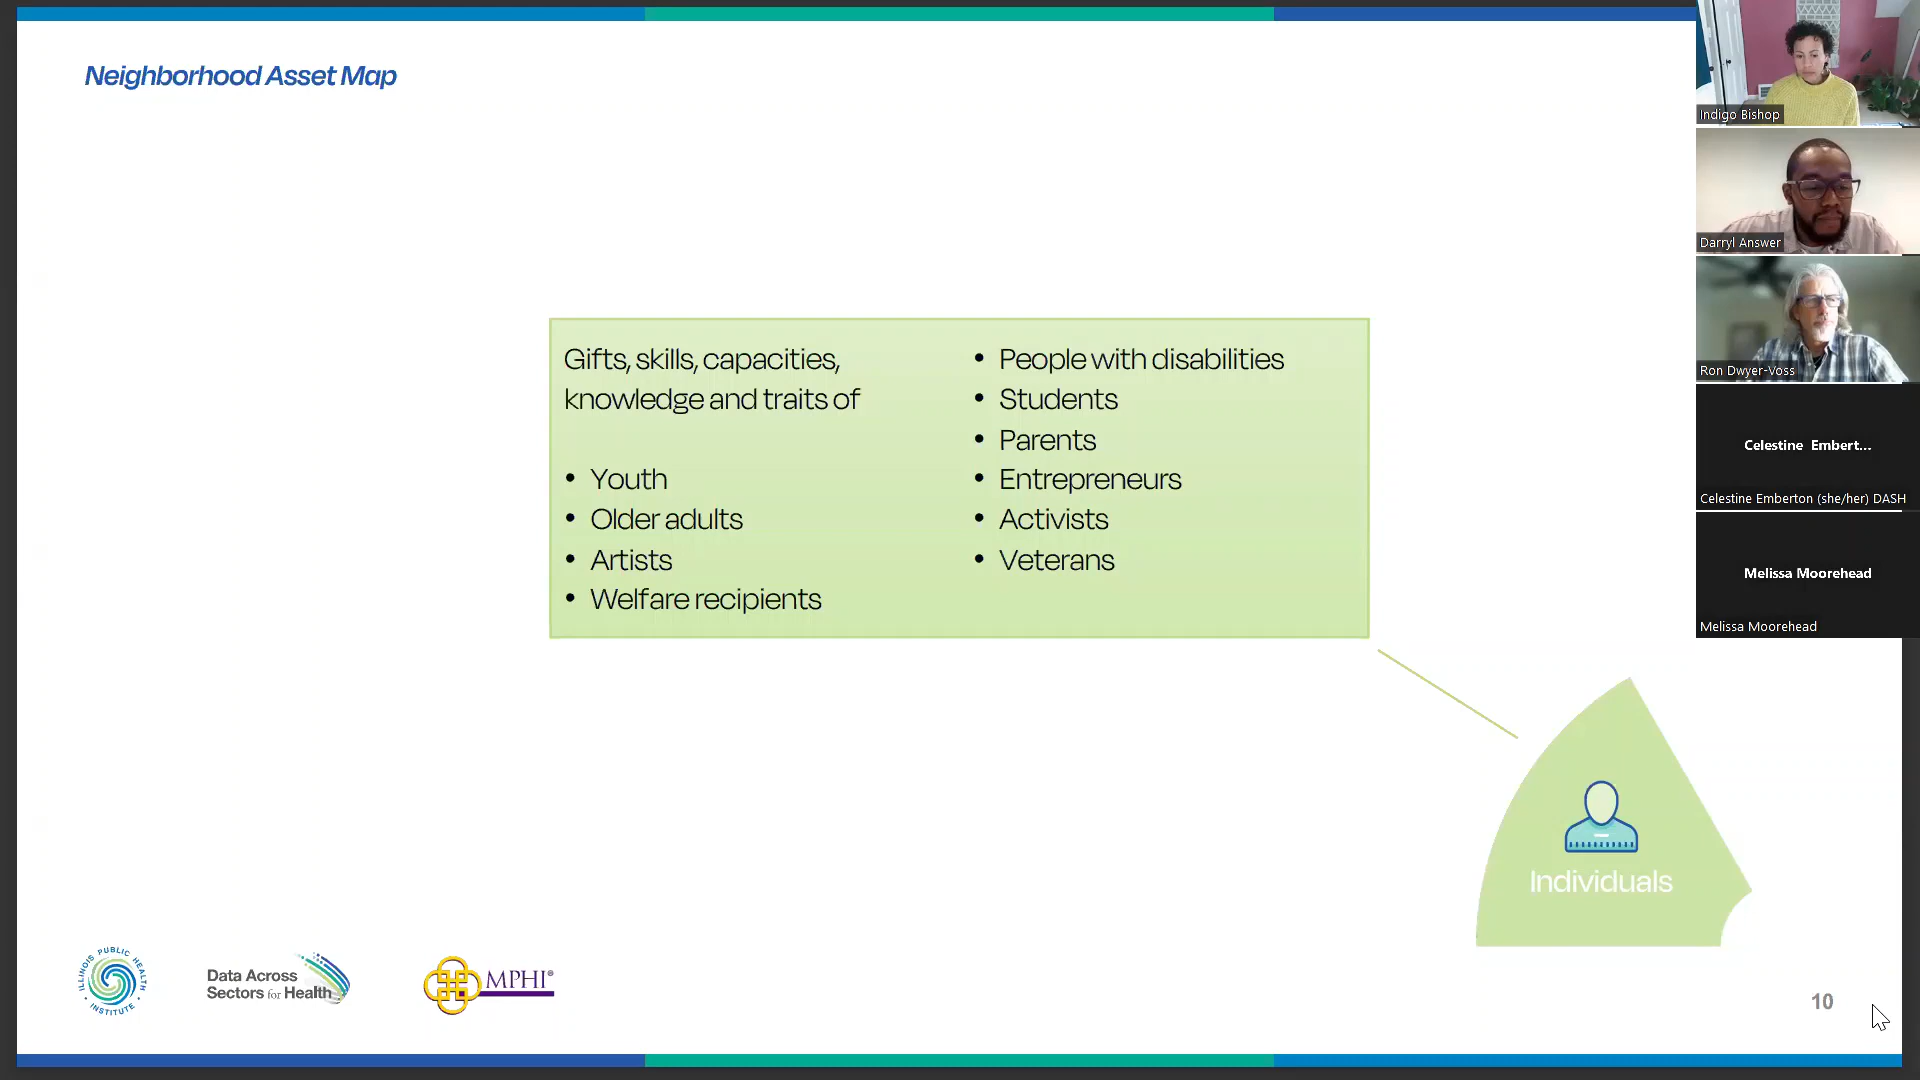 Neighborhood Asset Map
Gifts, skills, capacities,
knowledge and traits of
• Youth
• Older adults
• Artists
• Welfare recipients
• People with disabilities
• Students
• Parents
• Entrepreneurs
• Activists
• Veterans
Individuals
ILLINOIS PUBLIC HEALTH
INSTITUTE
Data Across
Sectors for Health
MPHI®
10
Indigo Bishop
Darryl Answer
Ron Dwyer-Voss
Celestine Embert...
Celestine Emberton (she/her) DASH
Melissa Moorehead
Melissa Moorehead